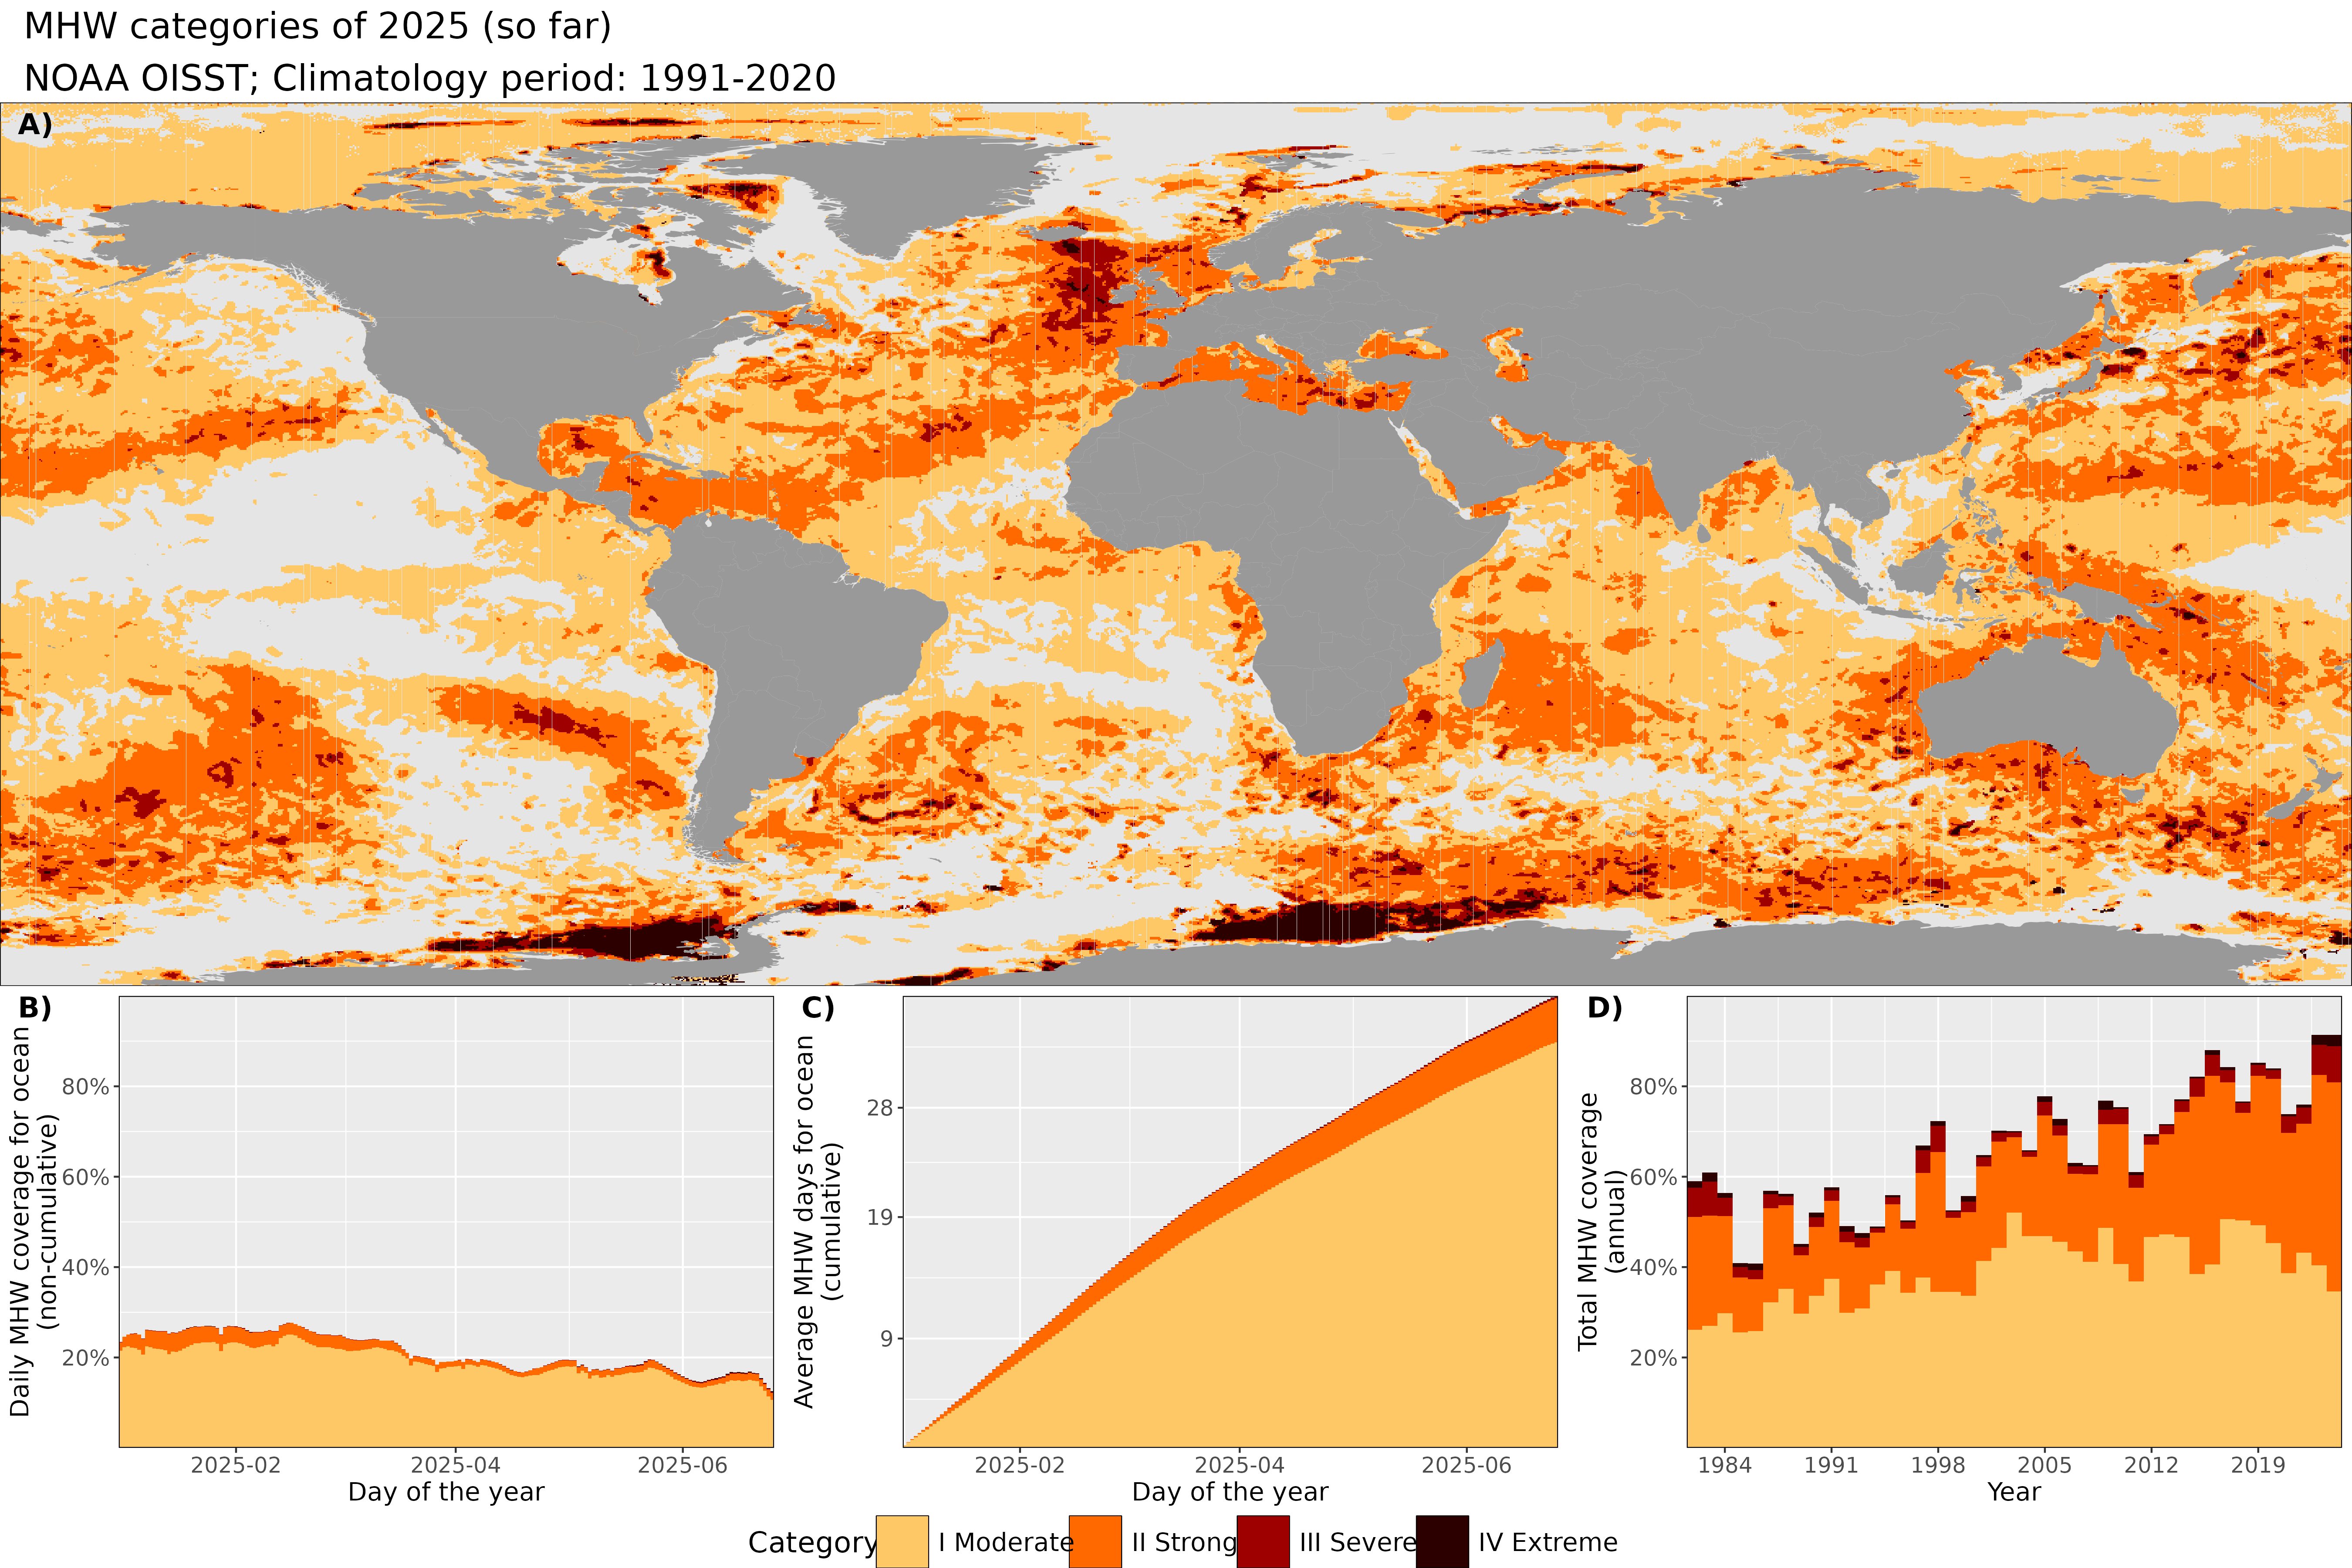 MHW categories of 2025 (so far)
NOAA OISST; Climatology period: 1991-2020
A)
B)
Daily MHW coverage for ocean
(non-cumulative)
80%
60%
40%
20%
2025-02
2025-04
2025-06
Day of the year
C)
Average MHW days for ocean
(cumulative)
28
19
9
2025-02
2025-04
2025-06
Day of the year
D)
Total MHW coverage
(annual)
80%
60%
40%
20%
1984
1991
1998
2005
2012
2019
Year
Category
I Moderate
II Strong
III Severe
IV Extreme